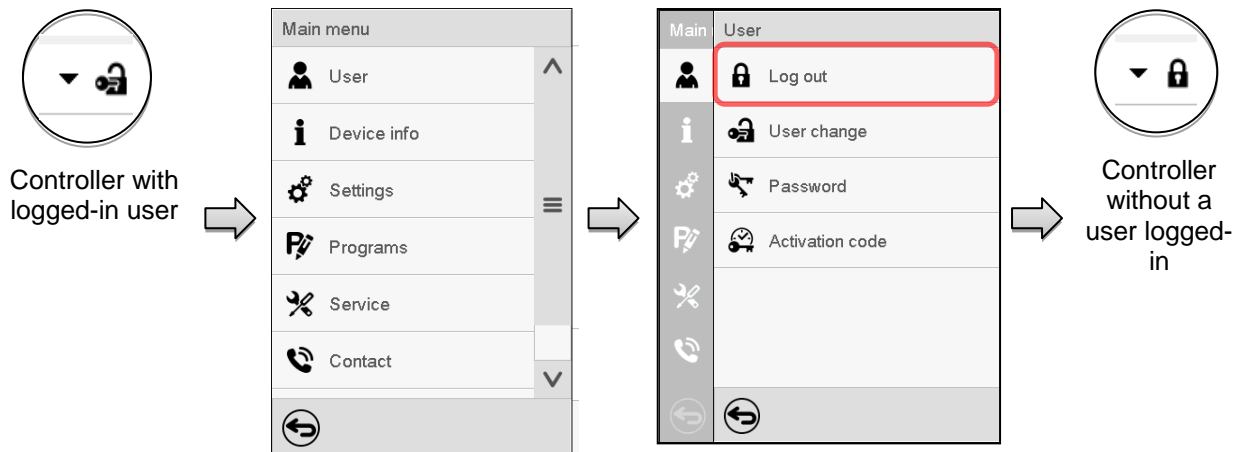 Controller with
logged-in user
Main menu
User
Device info
Settings
Programs
Service
Contact
Main
User
Log out
User change
Password
Activation code
Controller
without a
user logged-
in